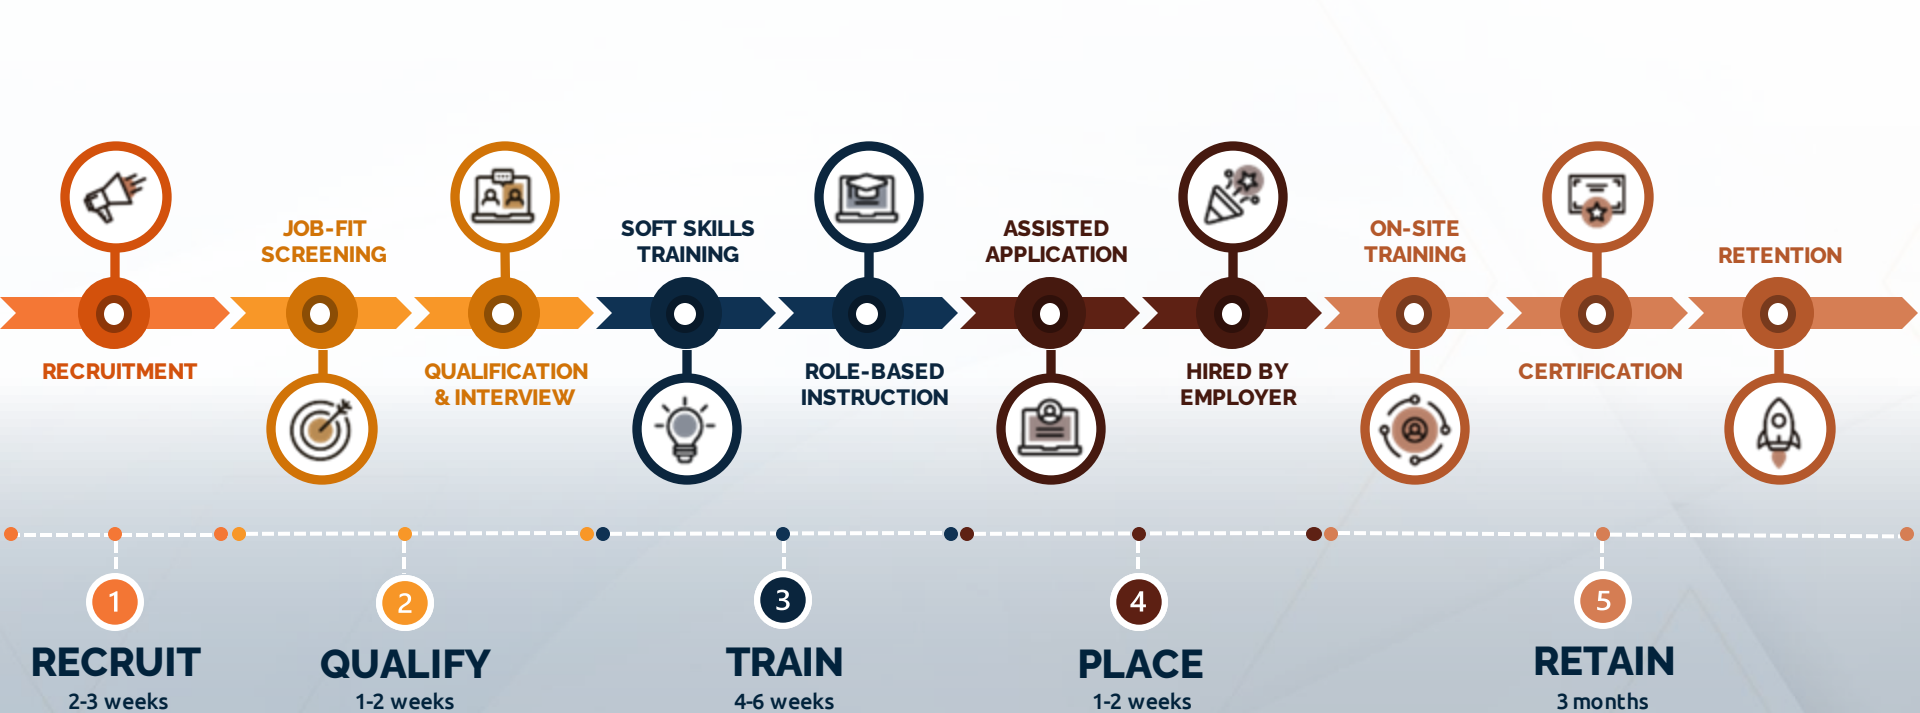 RECRUITMENT
JOB-FIT
SCREENING
QUALIFICATION
& INTERVIEW
SOFT SKILLS
TRAINING
ROLE-BASED
INSTRUCTION
ASSISTED
APPLICATION
HIRED BY
EMPLOYER
ON-SITE
TRAINING
CERTIFICATION
RETENTION
1
RECRUIT
2-3 weeks
2
QUALIFY
1-2 weeks
3
TRAIN
4-6 weeks
4
PLACE
1-2 weeks
5
RETAIN
3 months